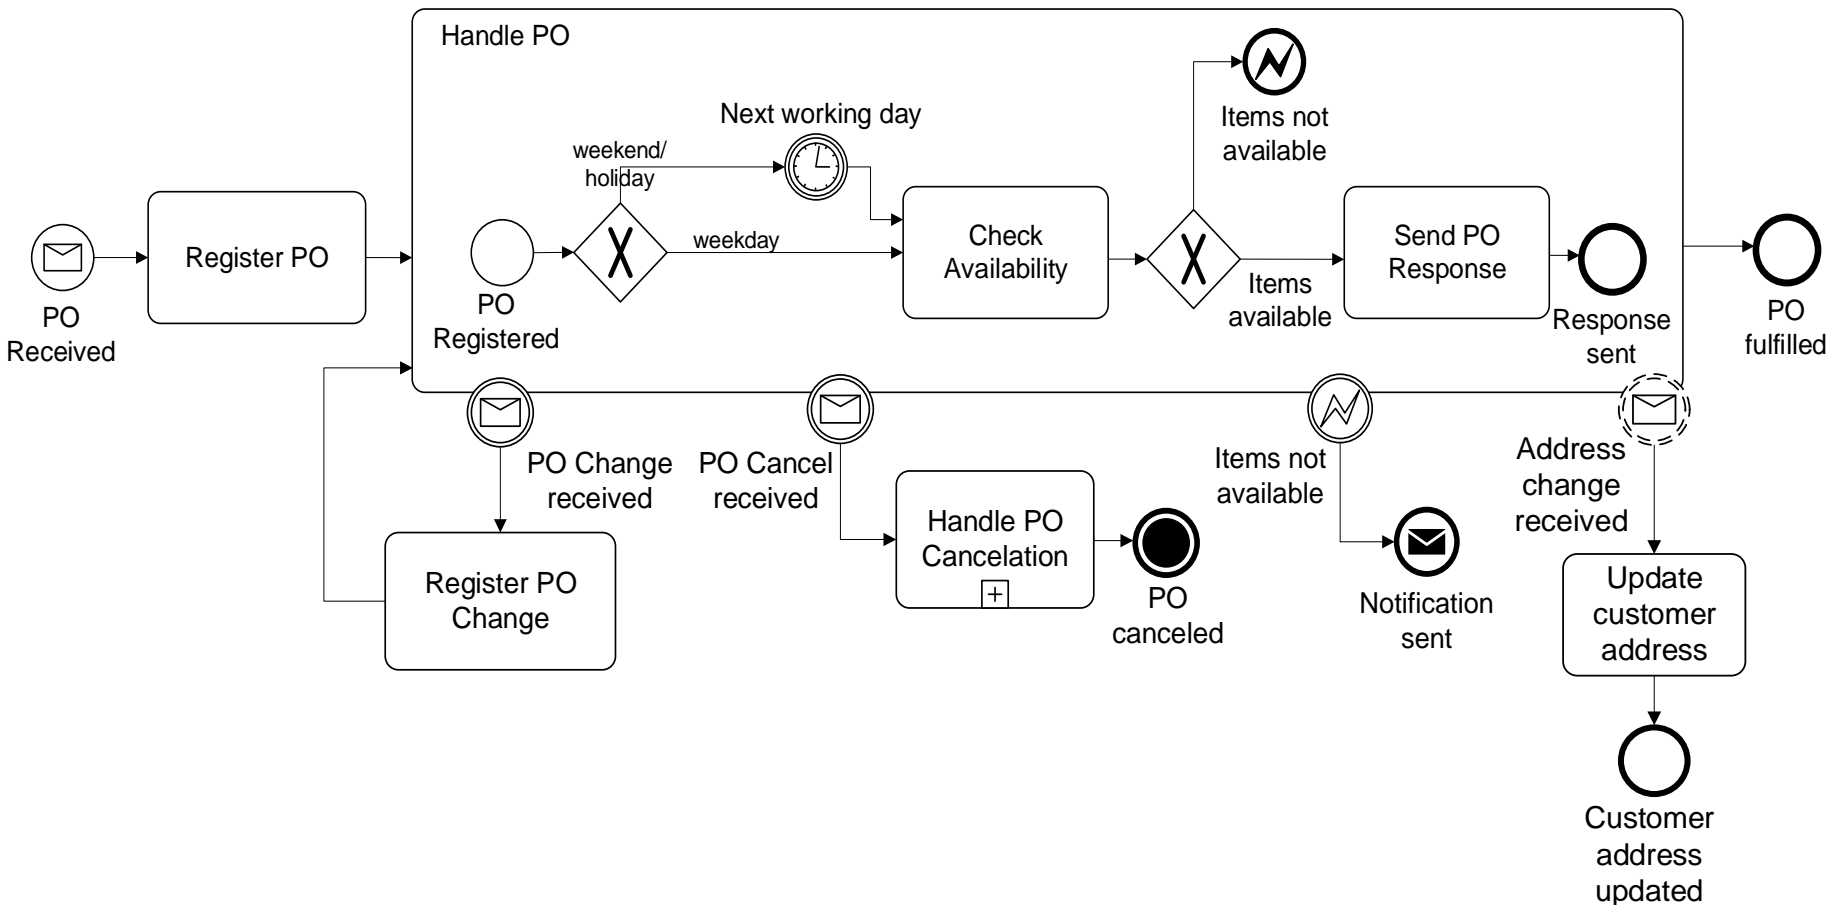 Handle PO
Next working day
weekend/
holiday
weekday
PO
Received
Register PO
PO
Registered
Check
Availability
Items not
available
Items
available
Send PO
Response
Response
sent
PO
fulfilled
PO Change
received
PO Cancel
received
Items not
available
Address
change
received
Register PO
Change
Handle PO
Cancelation
PO
canceled
Notification
sent
Update
customer
address
Customer
address
updated